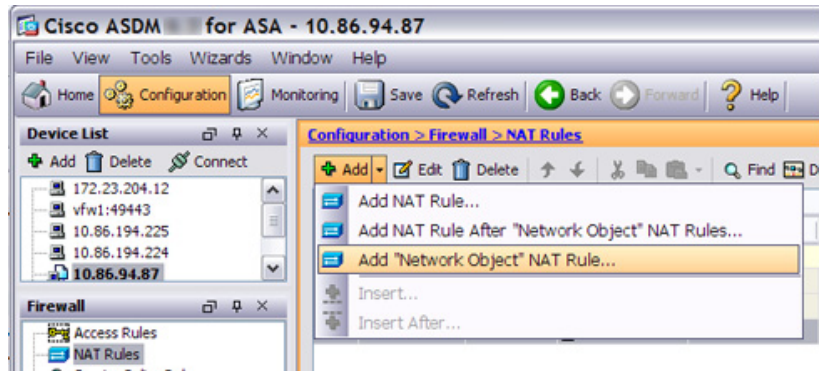 Cisco ASDM for ASA - 10.86.94.87
File View Tools Wizards Window Help
Home Configuration Monitoring Save Refresh Back Forward Help
Device List
Add Delete Connect
172.23.204.12
vfw1:49443
10.86.194.225
10.86.194.224
10.86.94.87
Firewall
Access Rules
NAT Rules
Configuration > Firewall > NAT Rules
Add Edit Delete Find D
Add NAT Rule...
Add NAT Rule After "Network Object" NAT Rules...
Add "Network Object" NAT Rule...
Insert...
Insert After...